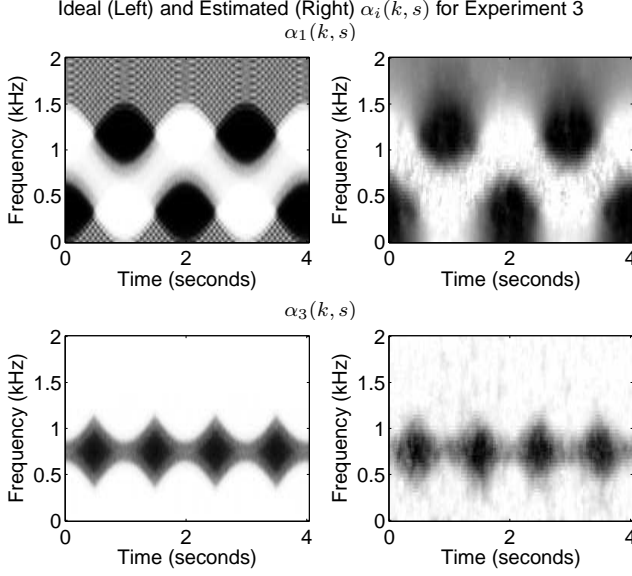 Ideal (Left) and Estimated (Right) α_i(k, s) for Experiment 3
α_1(k, s)
Frequency (kHz)
2
1.5
1
0.5
0
0 2 4
Time (seconds)
Frequency (kHz)
2
1.5
1
0.5
0
0 2 4
Time (seconds)
α_3(k, s)
Frequency (kHz)
2
1.5
1
0.5
0
0 2 4
Time (seconds)
Frequency (kHz)
2
1.5
1
0.5
0
0 2 4
Time (seconds)